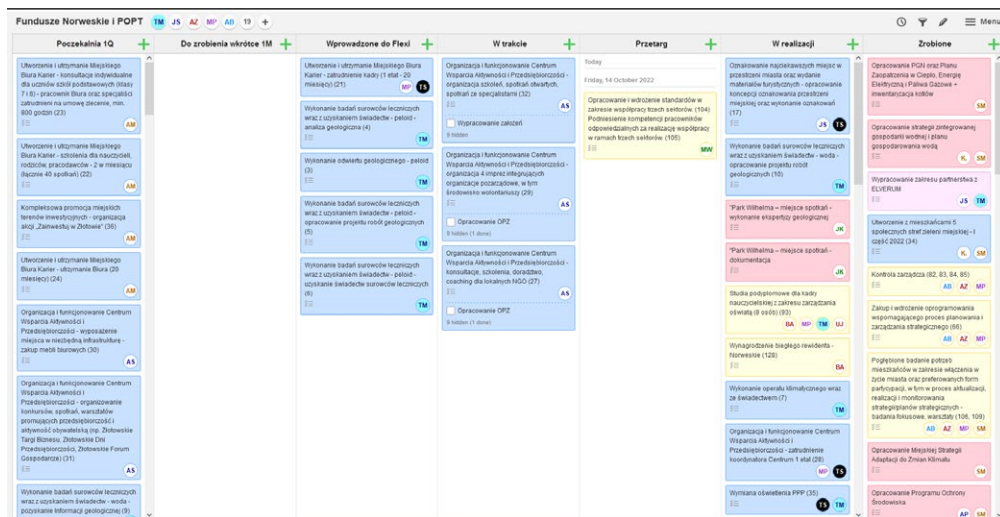 Fundusze Norweskie i POPT TM JS AZ MP AB 19 + Menu
Poczekalnia 1Q
Utworzenie i utrzymanie Miejskiego
Biura Karier - konsultacje indywidualne
dla uczniów szkół podstawowych (klasy
7 i 8) - pracownik Biura oraz specjaliści
zatrudnieni na umowę zlecenie, min.
800 godzin (23)
AM
Utworzenie i utrzymanie Miejskiego
Biura Karier - szkolenia dla nauczycieli,
rodziców, pracodawców - 2 w miesiącu
(łącznie 40 spotkań) (22)
AM
Kompleksowa promocja miejskich
terenów inwestycyjnych - organizacja
akcji „Zainwestuj w Złotowie" (36)
AM
Utworzenie i utrzymanie Miejskiego
Biura Karier - utrzymanie Biura (20
miesięcy) (24)
AM
Organizacja i funkcjonowanie Centrum
Wsparcia Aktywności i
Przedsiębiorczości - wyposażenie
miejsca w niezbędną infrastrukturę -
zakup mebli biurowych (30)
AS
Organizacja i funkcjonowanie Centrum
Wsparcia Aktywności i
Przedsiębiorczości - organizowanie
konkursów, spotkań, warsztatów
promujących przedsiębiorczość i
aktywność obywatelską (np. Złotowskie
Targi Biznesu, Złotowskie Dni
Przedsiębiorczości, Złotowskie Forum
Gospodarcze) (31)
AS
Wykonanie badań surowców leczniczych
wraz z uzyskaniem świadectw - woda -
pozyskanie informacji geologicznej (9)
Do zrobienia wkrótce 1M
Wprowadzone do Flexi
Utworzenie i utrzymanie Miejskiego Biura
Karier - zatrudnienie kadry (1 etat - 20
miesięcy) (21)
MP TS
Wykonanie badań surowców leczniczych
wraz z uzyskaniem świadectw - peloid -
analiza geologiczna (4)
TM
Wykonanie odwiertu geologicznego - peloid
(3)
TM
Wykonanie badań surowców leczniczych
wraz z uzyskaniem świadectw - peloid -
opracowanie projektu robót geologicznych
(5)
TM
Wykonanie badań surowców leczniczych
wraz z uzyskaniem świadectw - peloid -
uzyskanie świadectw surowców leczniczych
(6)
TM
W trakcie
Organizacja i funkcjonowanie Centrum
Wsparcia Aktywności i Przedsiębiorczości -
organizacja szkoleń, spotkań otwartych,
spotkań ze specjalistami (32)
AS
Wypracowanie założeń
9 hidden
Organizacja i funkcjonowanie Centrum
Wsparcia Aktywności i Przedsiębiorczości -
organizacja 4 imprez integrujących
organizacje pozarządowe, w tym
środowisko wolontariuszy (29)
AS
Opracowanie OPZ
9 hidden (1 done)
Organizacja i funkcjonowanie Centrum
Wsparcia Aktywności i Przedsiębiorczości -
konsultacje, szkolenia, doradztwo,
coaching dla lokalnych NGO (27)
AS
Opracowanie OPZ
9 hidden (1 done)
Przetarg
Today
Friday, 14 October 2022
Opracowanie i wdrożenie standardów w
zakresie współpracy trzech sektorów. (104)
Podniesienie kompetencji pracowników
odpowiedzialnych za realizację współpracy
w ramach trzech sektorów. (105)
MW
W realizacji
Oznakowanie najciekawszych miejsc w
przestrzeni miasta oraz wydanie
materiałów turystycznych - opracowanie
koncepcji oznakowania przestrzeni
miejskiej oraz wykonanie oznakowań
(17)
JS TS
Wykonanie badań surowców leczniczych
wraz z uzyskaniem świadectw - woda -
opracowanie projekt robót
geologicznych (10)
TM
"Park Wilhelma – miejsce spotkań -
wykonanie ekspertyzy geologicznej
JK
"Park Wilhelma – miejsce spotkań -
dokumentacja
JK
Studia podyplomowe dla kadry
nauczycielskiej z zakresu zarządzania
oświatą (8 osób) (93)
BA MP TM UJ
Wynagrodzenie biegłego rewidenta -
Norweskie (128)
BA
Wykonanie operatu klimatycznego wraz
ze świadectwem (7)
TM
Organizacja i funkcjonowanie Centrum
Wsparcia Aktywności i
Przedsiębiorczości - zatrudnienie
koordynatora Centrum 1 etat (28)
MP TS
Wymiana oświetlenia PPP (35)
TS TM
Zrobione
Opracowanie PGN oraz Planu
Zaopatrzenia w Ciepło, Energię
Elektryczną i Paliwa Gazowe +
inwentaryzacja kotłów
SM
Opracowanie strategii zintegrowanej
gospodarki wodnej i planu
gospodarowania wodą
K. SM
Wypracowanie zakresu partnerstwa z
ELVERUM
JS TM
Utworzenie z mieszkańcami 5
społecznych stref zieleni miejskiej - I
część 2022 (34)
K. SM
Kontrola zarządcza (82, 83, 84, 85)
AB AZ MP
Zakup i wdrożenie oprogramowania
wspomagającego proces planowania i
zarządzania strategicznego (66)
AB AZ MP
Pogłębione badanie potrzeb
mieszkańców w zakresie włączenia w
życie miasta oraz preferowanych form
partycypacji, w tym w proces aktualizacji,
realizacji i monitorowania
strategii/planów strategicznych -
badania fokusowe, warsztaty (106, 109)
AB AZ MP SM
Opracowanie Miejskiej Strategii
Adaptacji do Zmian Klimatu
SM
Opracowanie Programu Ochrony
Środowiska
AP SM